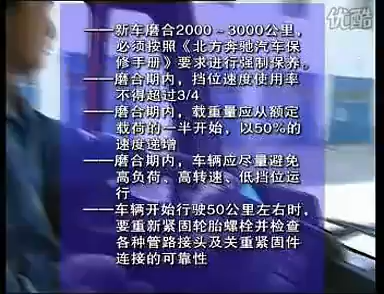 优酷
——新车磨合2000～3000公里，
必须按照《北方奔驰汽车保
修手册》要求进行强制保养。
——磨合期内，挡位速度使用率
不得超过3/4
——磨合期内，载重量应从额定
载荷的一半开始，以50%的
速度递增
——磨合期内，车辆应尽量避免
高负荷、高转速、低挡位运
行
——车辆开始行驶50公里左右时，
要重新紧固轮胎螺栓并检查
各种管路接头及关重紧固件
连接的可靠性